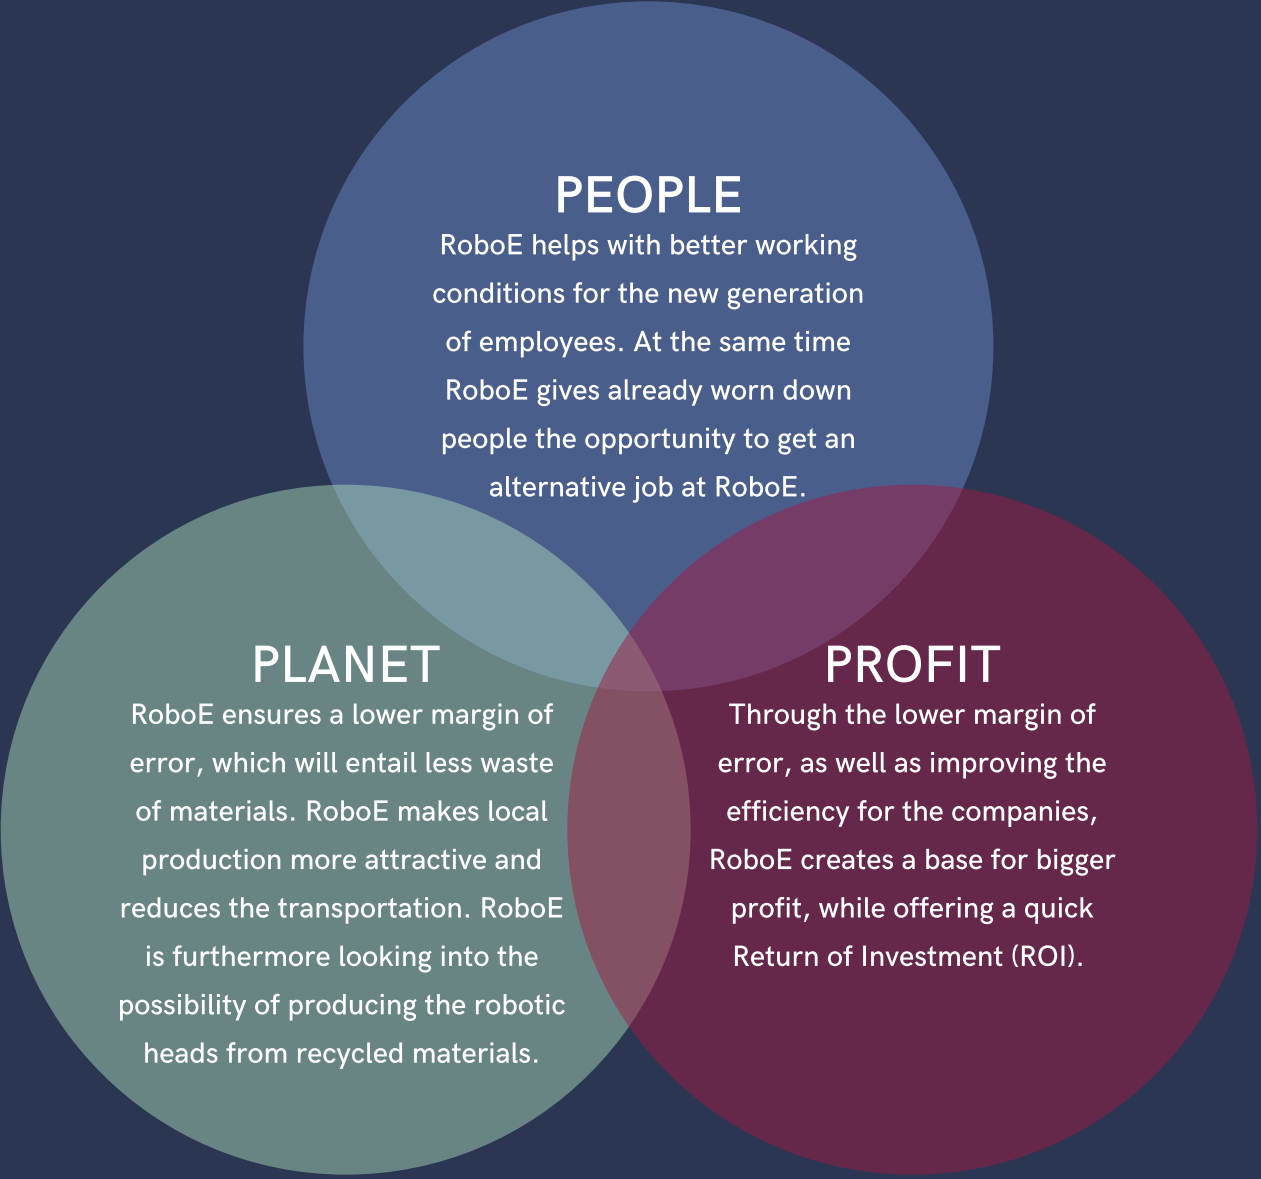 PEOPLE
RoboE helps with better working
conditions for the new generation
of employees. At the same time
RoboE gives already worn down
people the opportunity to get an
alternative job at RoboE.
PLANET
RoboE ensures a lower margin of
error, which will entail less waste
of materials. RoboE makes local
production more attractive and
reduces the transportation. RoboE
is furthermore looking into the
possibility of producing the robotic
heads from recycled materials.
PROFIT
Through the lower margin of
error, as well as improving the
efficiency for the companies,
RoboE creates a base for bigger
profit, while offering a quick
Return of Investment (ROI).